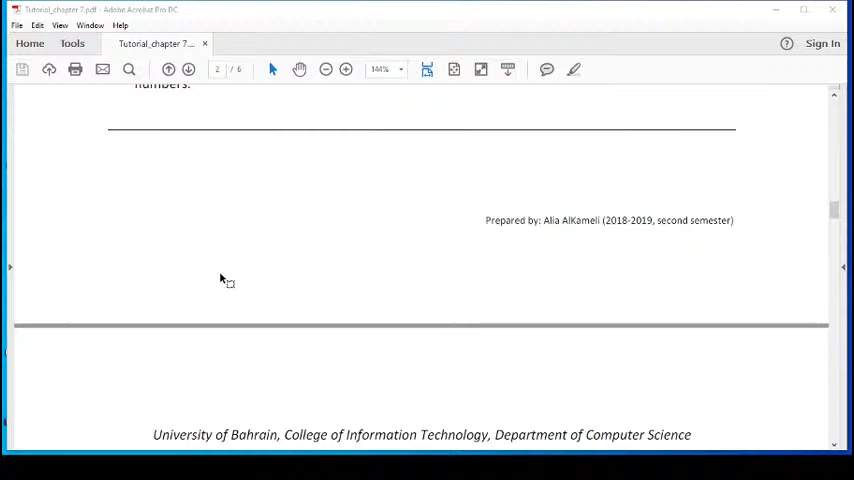 Tutorial_chapter 7.pdf - Adobe Acrobat Pro DC
File Edit View Window Help
Home Tools Tutorial_chapter 7.... × Sign In
2 / 6 144%
numbers.
Prepared by: Alia AlKameli (2018-2019, second semester)
University of Bahrain, College of Information Technology, Department of Computer Science